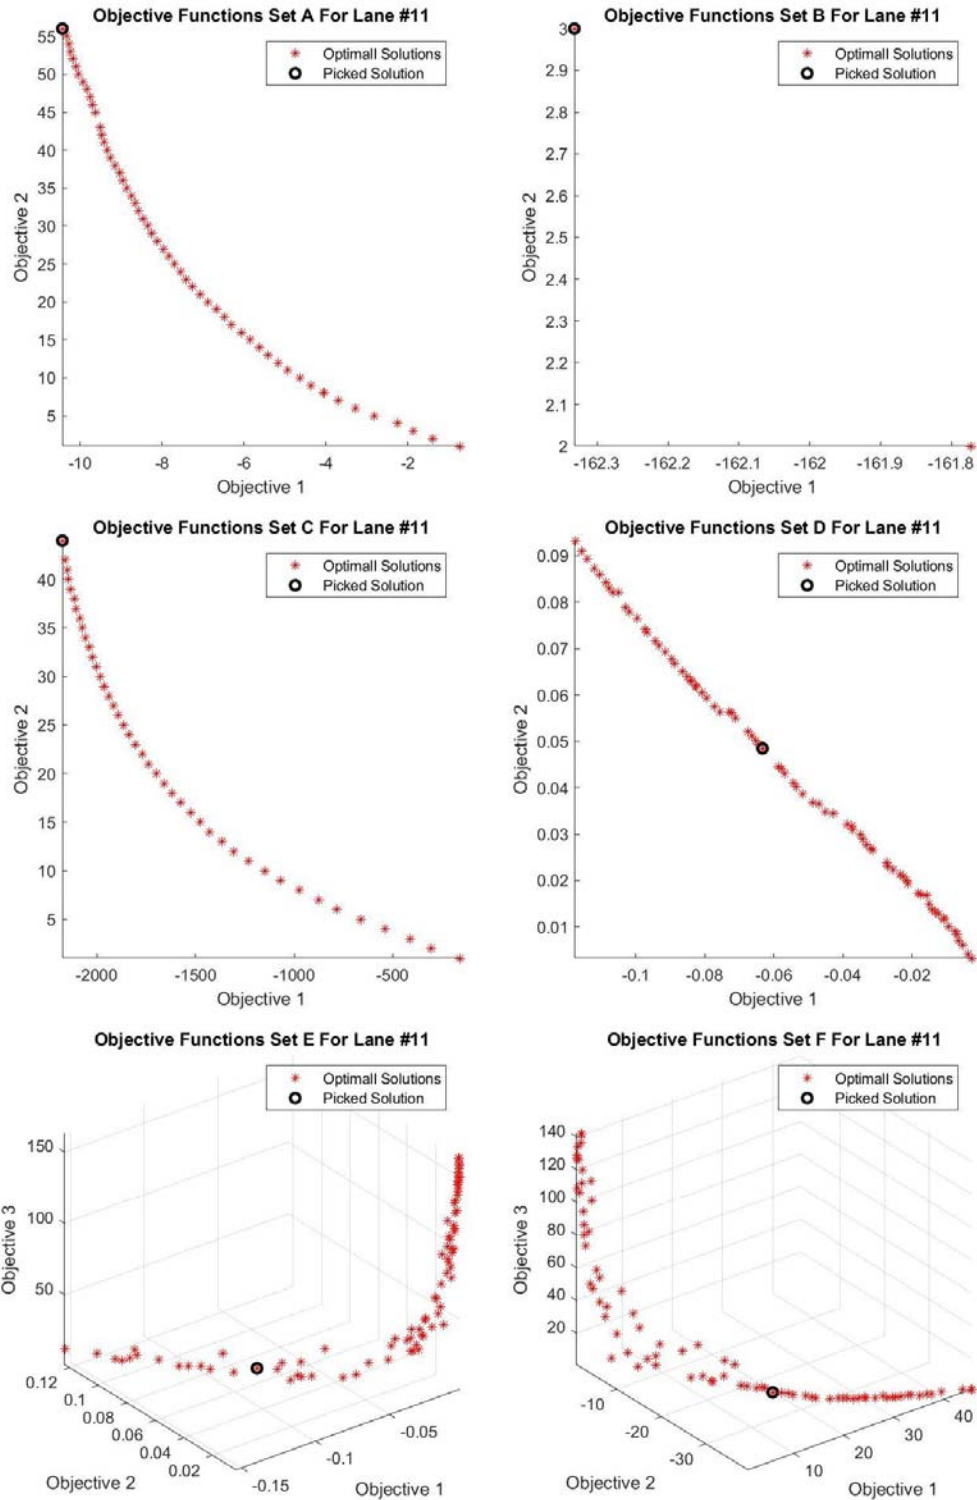 Objective Functions Set A For Lane #11
Optimall Solutions
Picked Solution
55
50
45
40
35
30
25
20
15
10
5
Objective 2
-10 -8 -6 -4 -2
Objective 1
Objective Functions Set B For Lane #11
Optimall Solutions
Picked Solution
3
2.9
2.8
2.7
2.6
2.5
2.4
2.3
2.2
2.1
2
Objective 2
-162.3 -162.2 -162.1 -162 -161.9 -161.8
Objective 1
Objective Functions Set C For Lane #11
Optimall Solutions
Picked Solution
40
35
30
25
20
15
10
5
Objective 2
-2000 -1500 -1000 -500
Objective 1
Objective Functions Set D For Lane #11
Optimall Solutions
Picked Solution
0.09
0.08
0.07
0.06
0.05
0.04
0.03
0.02
0.01
Objective 2
-0.1 -0.08 -0.06 -0.04 -0.02
Objective 1
Objective Functions Set E For Lane #11
Optimall Solutions
Picked Solution
150
100
50
Objective 3
0.12
0.1
0.08
0.06
0.04
0.02
Objective 2
-0.15
-0.1
-0.05
Objective 1
Objective Functions Set F For Lane #11
Optimall Solutions
Picked Solution
140
120
100
80
60
40
20
Objective 3
-10
-20
-30
Objective 2
10
20
30
40
Objective 1